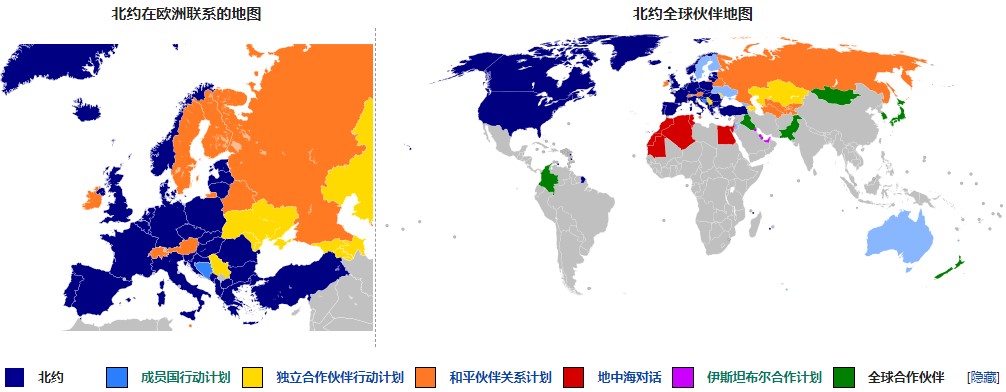 北约在欧洲联系的地图
北约全球伙伴地图
北约 成员国行动计划 独立合作伙伴行动计划 和平伙伴关系计划 地中海对话 伊斯坦布尔合作计划 全球合作伙伴 [隐藏]